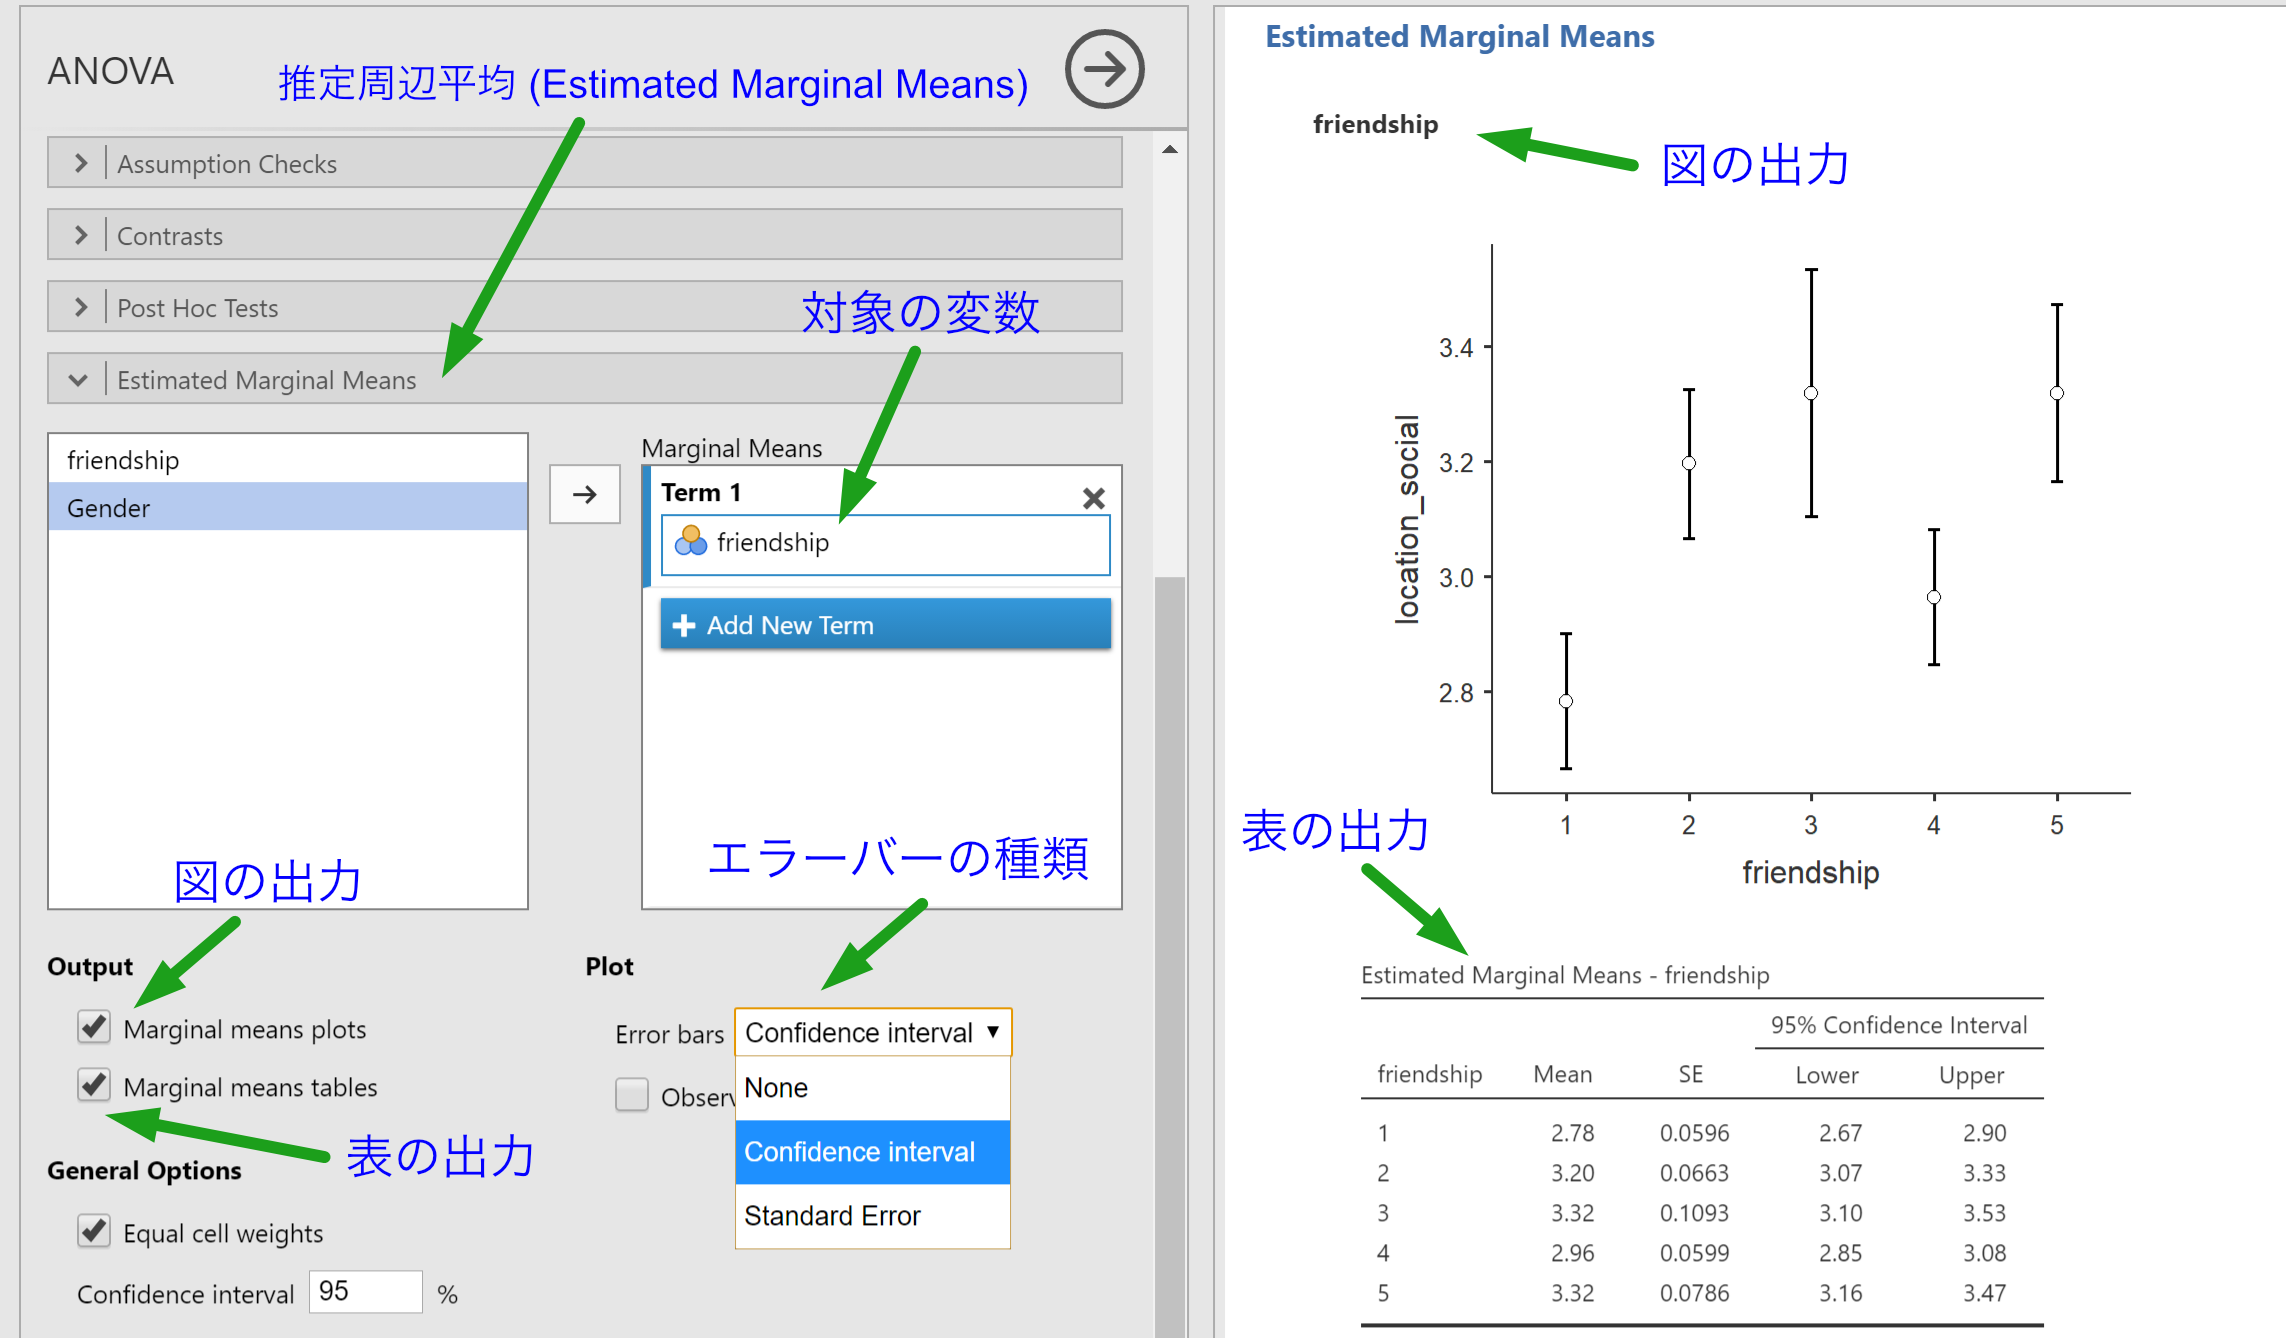 ANOVA
推定周辺平均 (Estimated Marginal Means)
Assumption Checks
Contrasts
Post Hoc Tests
対象の変数
Estimated Marginal Means
friendship
Gender
Marginal Means
Term 1
friendship
Add New Term
エラーバーの種類
図の出力
Output
Marginal means plots
Marginal means tables
表の出力
General Options
Equal cell weights
Confidence interval 95 %
Plot
Error bars Confidence interval
Observ
None
Confidence interval
Standard Error
Estimated Marginal Means
friendship
図の出力
location_social
3.4
3.2
3.0
2.8
1 2 3 4 5
friendship
表の出力
Estimated Marginal Means - friendship
95% Confidence Interval
friendship Mean SE Lower Upper
1 2.78 0.0596 2.67 2.90
2 3.20 0.0663 3.07 3.33
3 3.32 0.1093 3.10 3.53
4 2.96 0.0599 2.85 3.08
5 3.32 0.0786 3.16 3.47